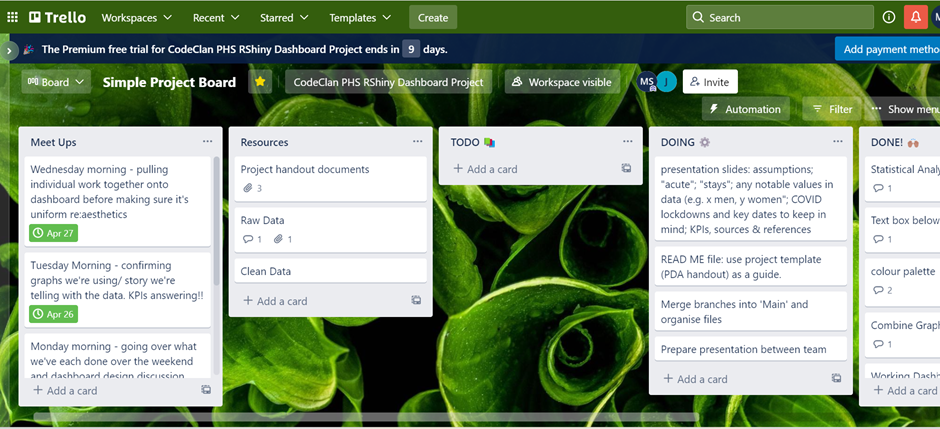 Trello
Workspaces
Recent
Starred
Templates
Create
Search
MS
The Premium free trial for CodeClan PHS RShiny Dashboard Project ends in 9 days.
Add payment metho
Board
Simple Project Board
CodeClan PHS RShiny Dashboard Project
Workspace visible
MS
J
Invite
Automation
Filter
Show menu
Meet Ups
Wednesday morning - pulling
individual work together onto
dashboard before making sure it's
uniform re:aesthetics
Apr 27
Tuesday Morning - confirming
graphs we're using/ story we're
telling with the data. KPIs answering!!
Apr 26
Monday morning - going over what
we've each done over the weekend
and dashboard design discussion
Add a card
Resources
Project handout documents
3
Raw Data
1 1
Clean Data
Add a card
TODO
Add a card
DOING
presentation slides: assumptions;
"acute"; "stays"; any notable values in
data (e.g. x men, y women"; COVID
lockdowns and key dates to keep in
mind; KPIs, sources & references
READ ME file: use project template
(PDA handout) as a guide.
Merge branches into 'Main' and
organise files
Prepare presentation between team
Add a card
DONE!
Statistical Analy
1
Text box below
1
colour palette
2
Combine Grap
1
Working Dashb
Add a card